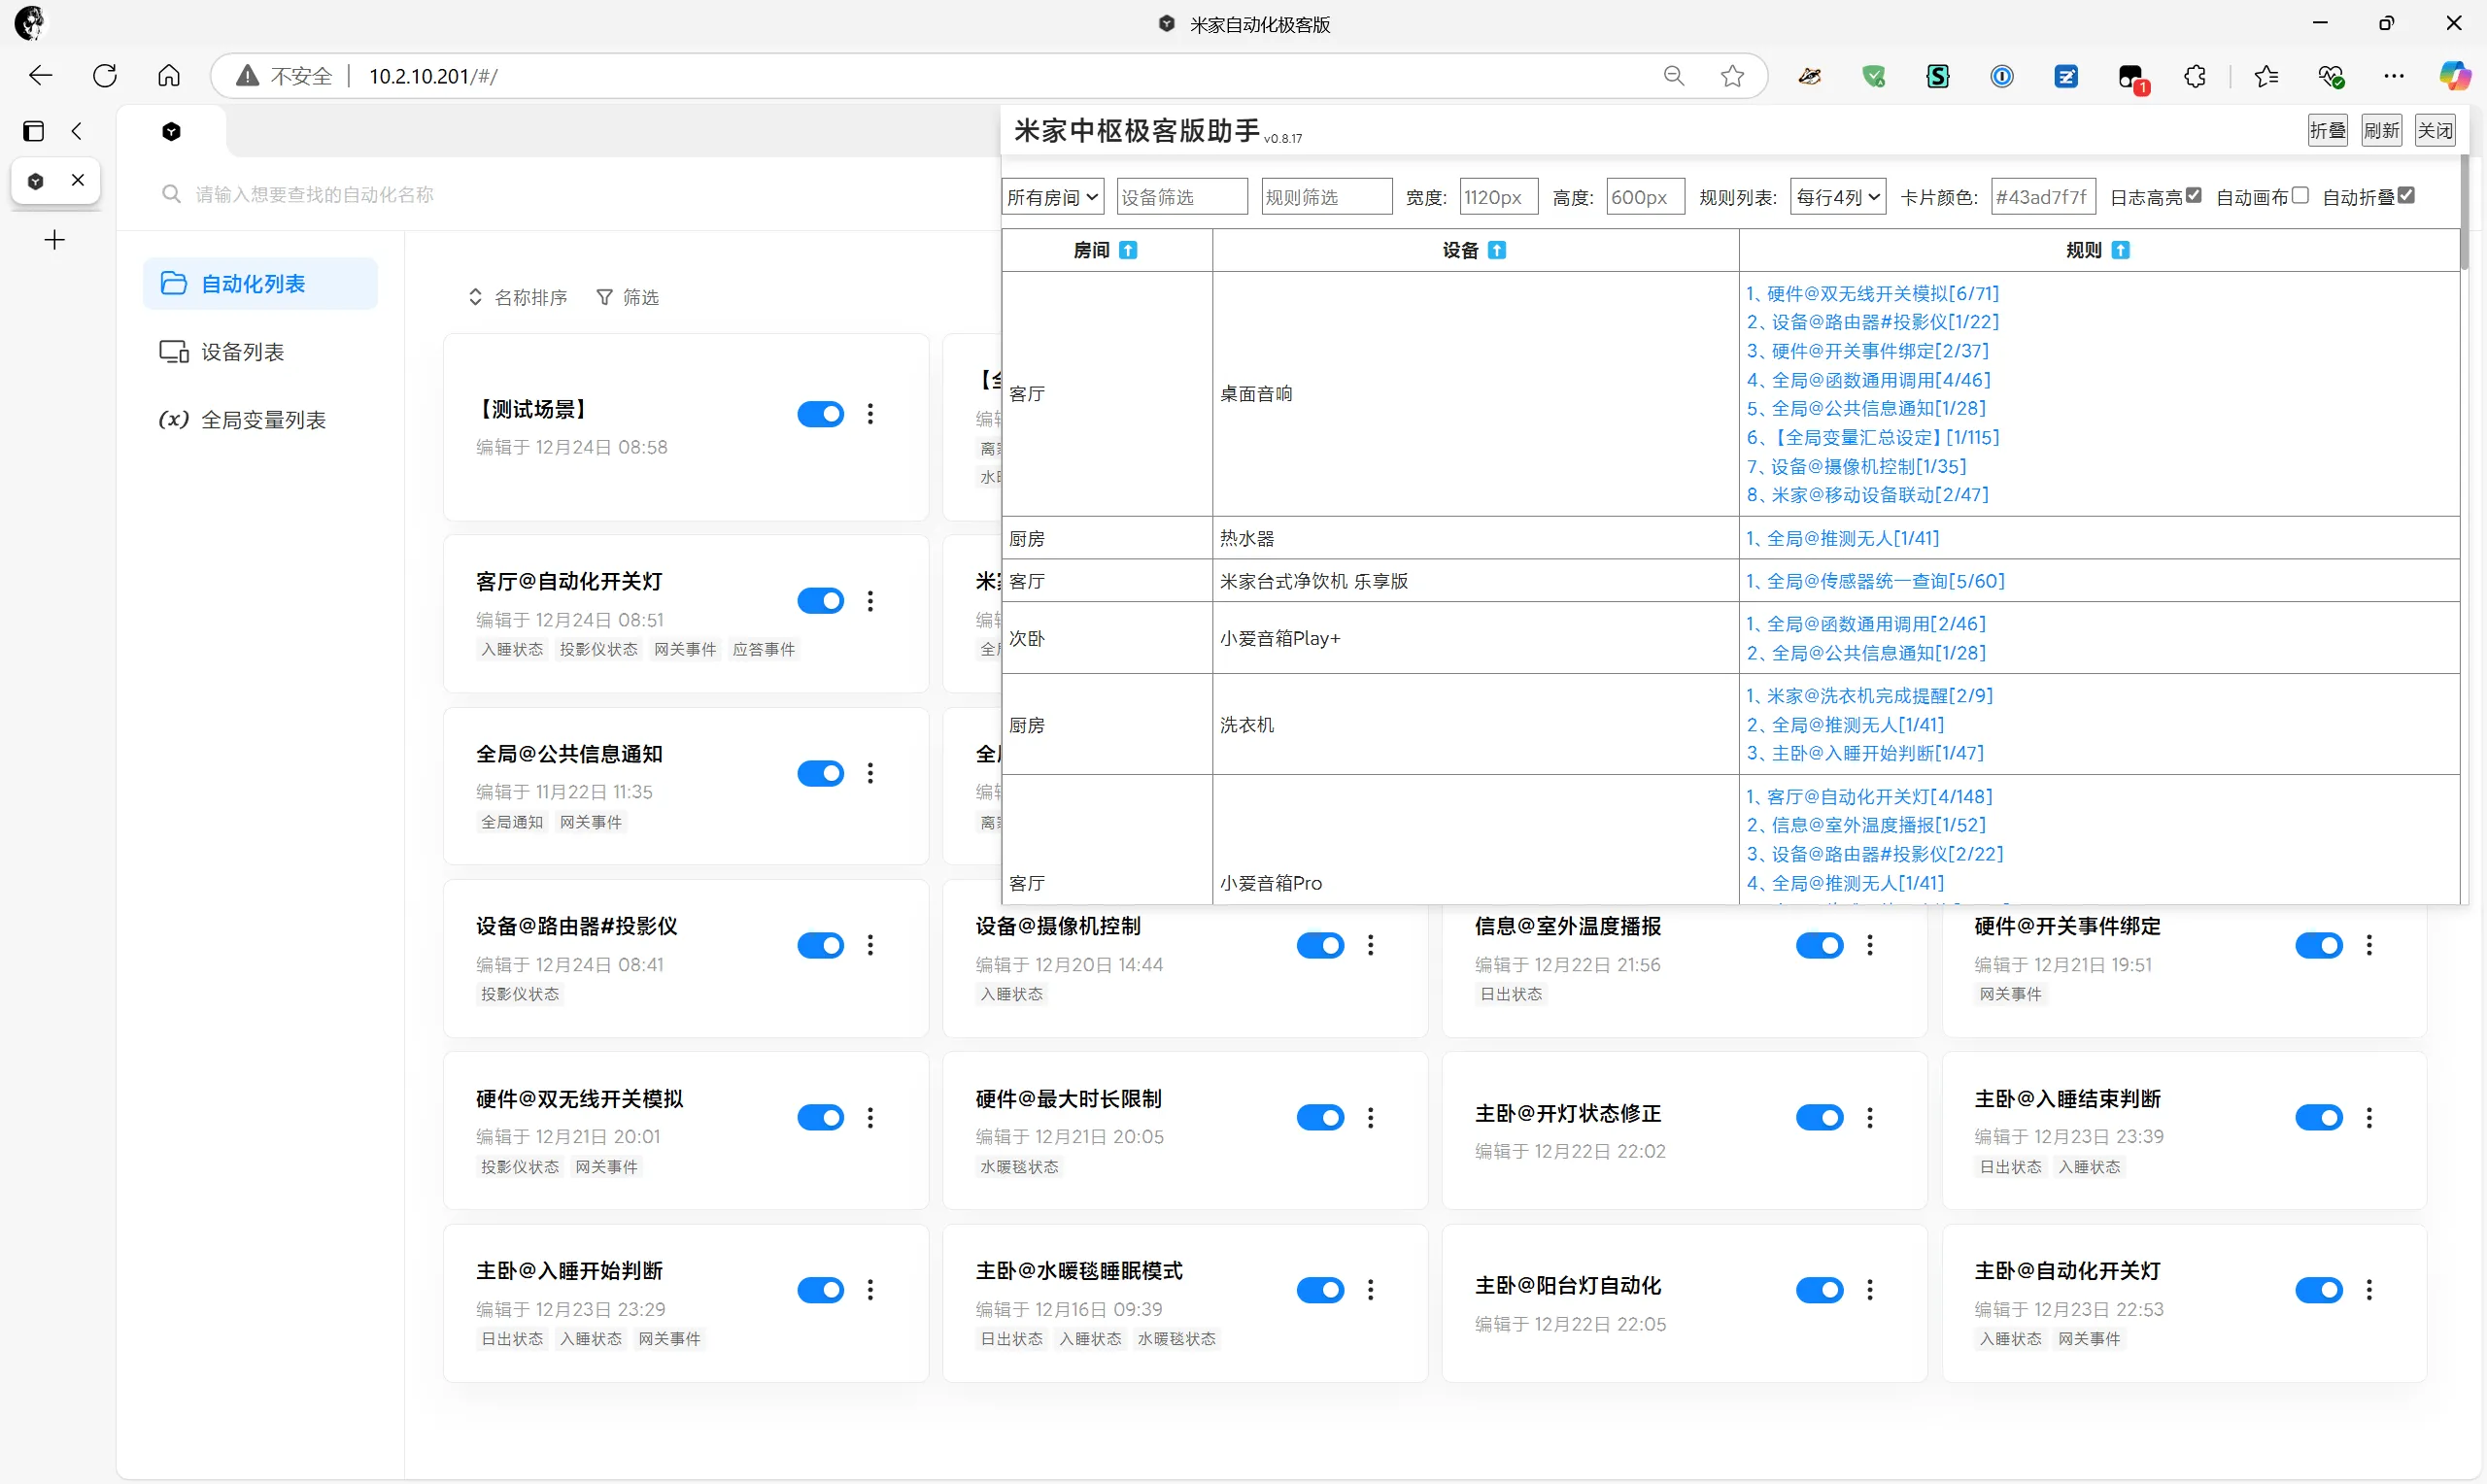 米家自动化极客版
不安全 10.2.10.201/#/
1
米家中枢极客版助手 v0.8.17
折叠 刷新 关闭
请输入想要查找的自动化名称
所有房间 设备筛选 规则筛选 宽度: 1120px 高度: 600px 规则列表: 每行4列 卡片颜色: #43ad7f7f 日志高亮 自动画布 自动折叠
自动化列表
设备列表
(x) 全局变量列表
名称排序 筛选
房间 设备 规则
客厅 桌面音响
1、硬件@双无线开关模拟[6/71]
2、设备@路由器#投影仪[1/22]
3、硬件@开关事件绑定[2/37]
4、全局@函数通用调用[4/46]
5、全局@公共信息通知[1/28]
6、【全局变量汇总设定】[1/115]
7、设备@摄像机控制[1/35]
8、米家@移动设备联动[2/47]
厨房 热水器 1、全局@推测无人[1/41]
客厅 米家台式净饮机 乐享版 1、全局@传感器统一查询[5/60]
次卧 小爱音箱Play+
1、全局@函数通用调用[2/46]
2、全局@公共信息通知[1/28]
厨房 洗衣机
1、米家@洗衣机完成提醒[2/9]
2、全局@推测无人[1/41]
3、主卧@入睡开始判断[1/47]
客厅 小爱音箱Pro
1、客厅@自动化开关灯[4/148]
2、信息@室外温度播报[1/52]
3、设备@路由器#投影仪[2/22]
4、全局@推测无人[1/41]
【测试场景】
编辑于 12月24日 08:58
客厅@自动化开关灯
编辑于 12月24日 08:51
入睡状态 投影仪状态 网关事件 应答事件
全局@公共信息通知
编辑于 11月22日 11:35
全局通知 网关事件
设备@路由器#投影仪
编辑于 12月24日 08:41
投影仪状态
设备@摄像机控制
编辑于 12月20日 14:44
入睡状态
信息@室外温度播报
编辑于 12月22日 21:56
日出状态
硬件@开关事件绑定
编辑于 12月21日 19:51
网关事件
硬件@双无线开关模拟
编辑于 12月21日 20:01
投影仪状态 网关事件
硬件@最大时长限制
编辑于 12月21日 20:05
水暖毯状态
主卧@开灯状态修正
编辑于 12月22日 22:02
主卧@入睡结束判断
编辑于 12月23日 23:39
日出状态 入睡状态
主卧@入睡开始判断
编辑于 12月23日 23:29
日出状态 入睡状态 网关事件
主卧@水暖毯睡眠模式
编辑于 12月16日 09:39
日出状态 入睡状态 水暖毯状态
主卧@阳台灯自动化
编辑于 12月22日 22:05
主卧@自动化开关灯
编辑于 12月23日 22:53
入睡状态 网关事件